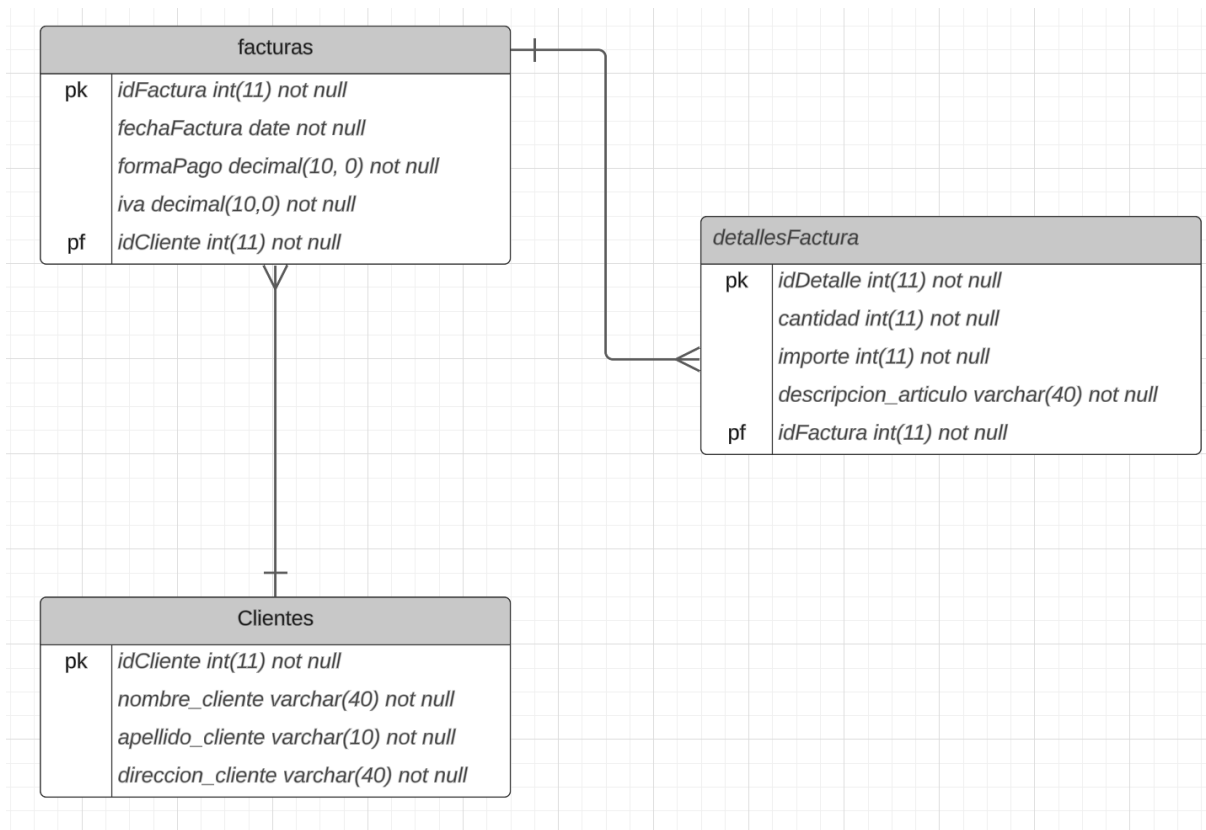 facturas
pk idFactura int(11) not null
fechaFactura date not null
formaPago decimal(10, 0) not null
iva decimal(10,0) not null
pf idCliente int(11) not null
detallesFactura
pk idDetalle int(11) not null
cantidad int(11) not null
importe int(11) not null
descripcion_articulo varchar(40) not null
pf idFactura int(11) not null
Clientes
pk idCliente int(11) not null
nombre_cliente varchar(40) not null
apellido_cliente varchar(10) not null
direccion_cliente varchar(40) not null